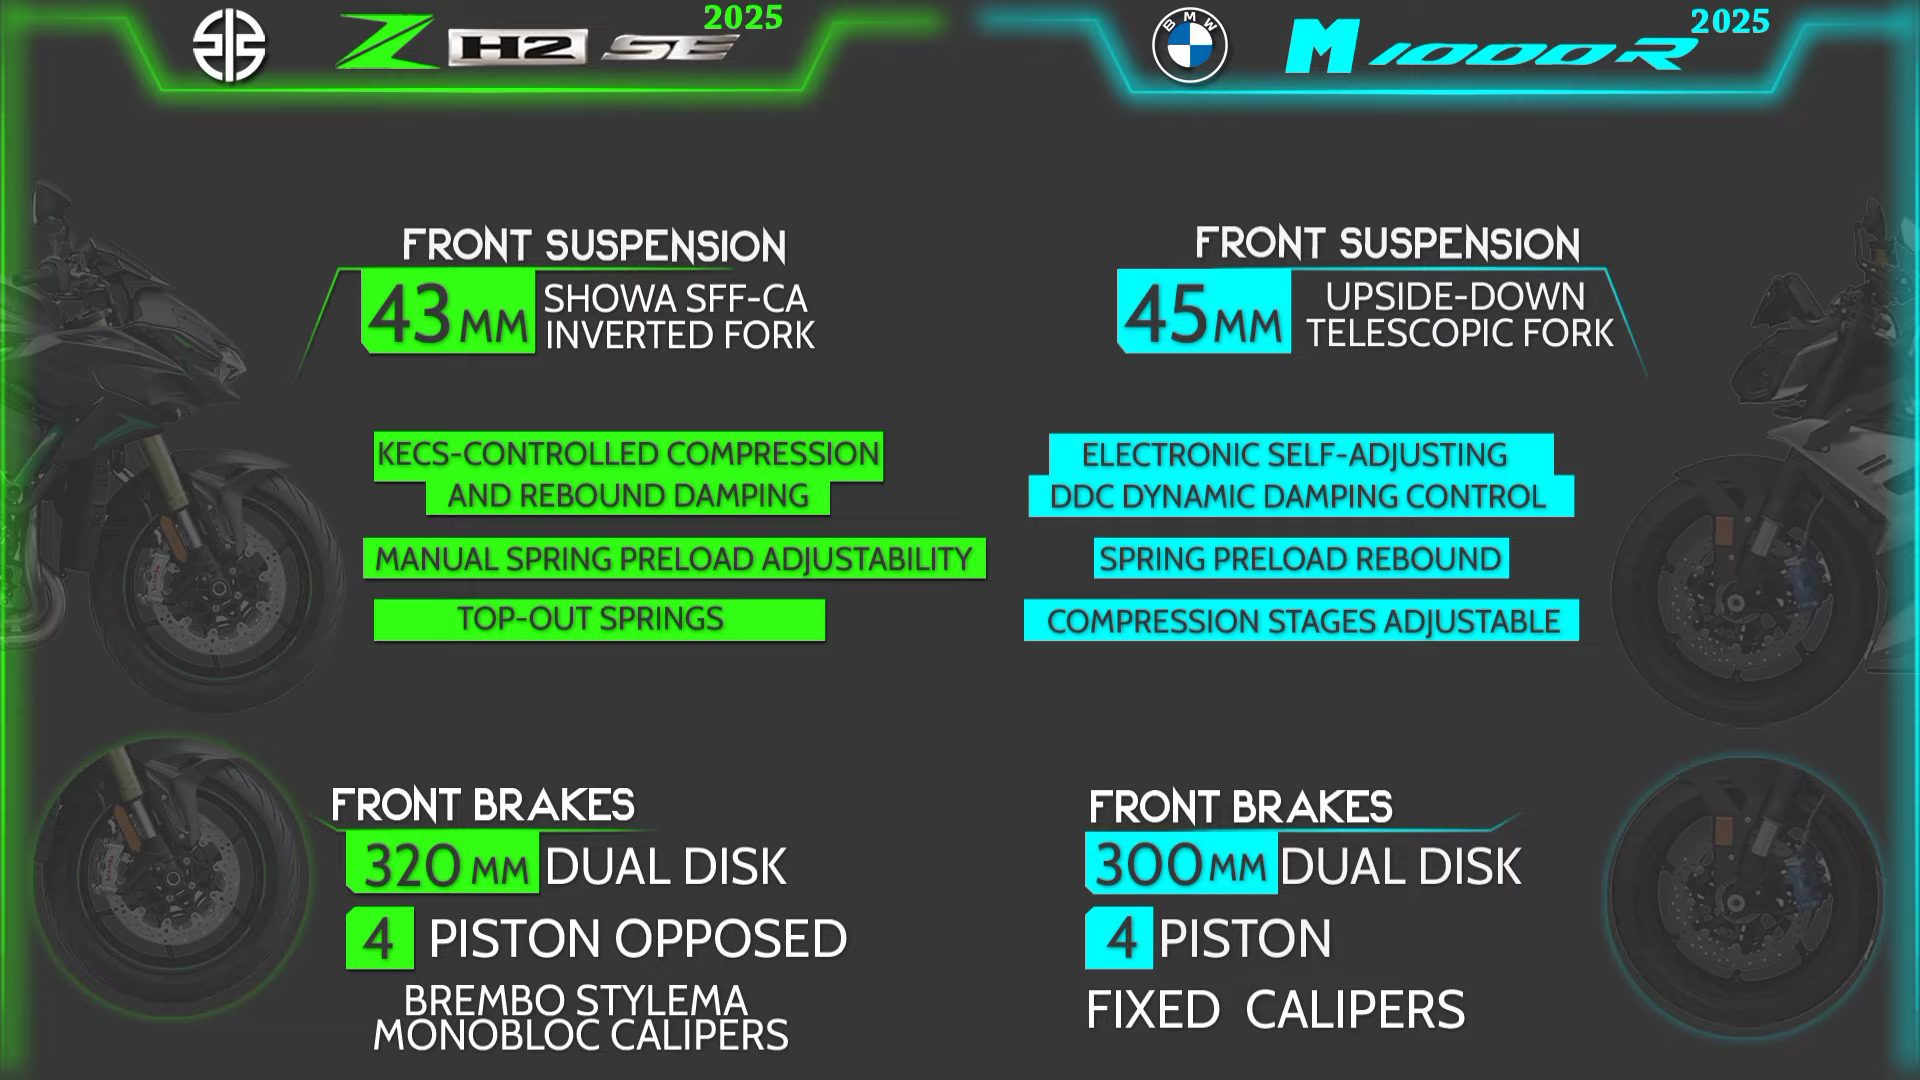 2025
Z H2 SE
FRONT SUSPENSION
43 MM SHOWA SFF-CA
INVERTED FORK
KECS-CONTROLLED COMPRESSION
AND REBOUND DAMPING
MANUAL SPRING PRELOAD ADJUSTABILITY
TOP-OUT SPRINGS
FRONT BRAKES
320 MM DUAL DISK
4 PISTON OPPOSED
BREMBO STYLEMA
MONOBLOC CALIPERS
2025
BMW
M 1000 R
FRONT SUSPENSION
45 MM UPSIDE-DOWN
TELESCOPIC FORK
ELECTRONIC SELF-ADJUSTING
DDC DYNAMIC DAMPING CONTROL
SPRING PRELOAD REBOUND
COMPRESSION STAGES ADJUSTABLE
FRONT BRAKES
300 MM DUAL DISK
4 PISTON
FIXED CALIPERS